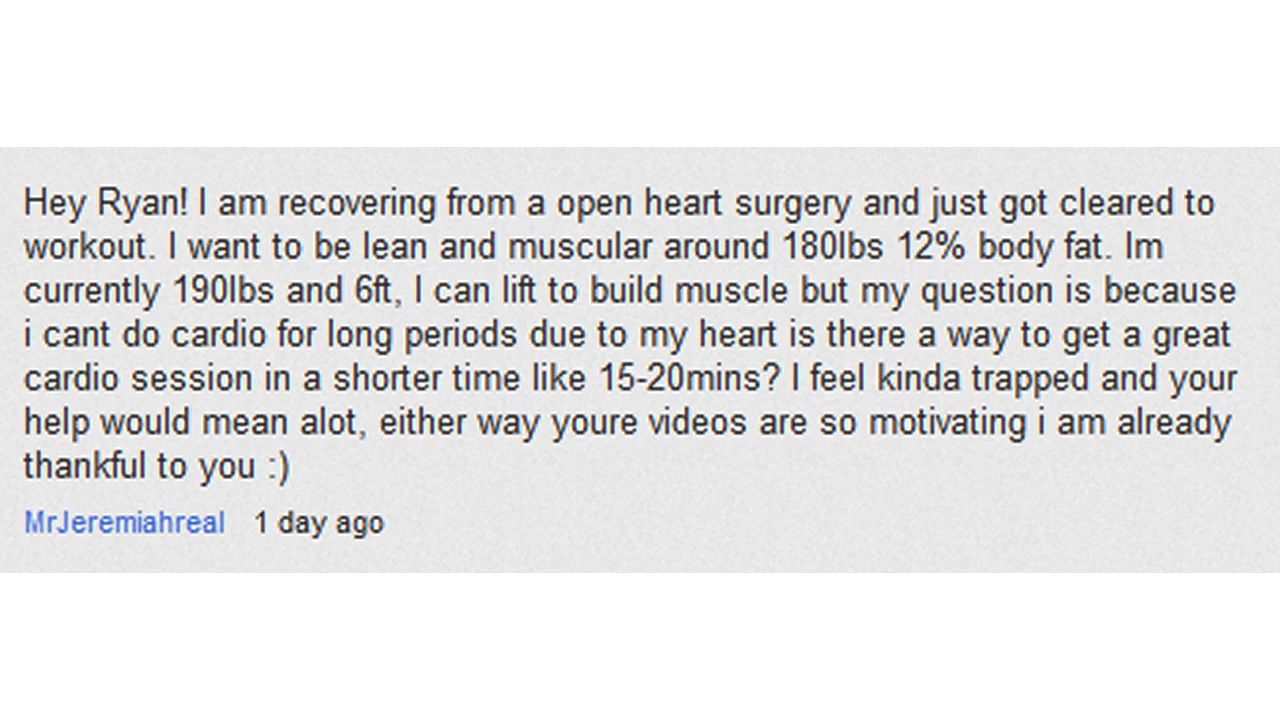 Hey Ryan! I am recovering from a open heart surgery and just got cleared to
workout. I want to be lean and muscular around 180lbs 12% body fat. Im
currently 190lbs and 6ft, I can lift to build muscle but my question is because
i cant do cardio for long periods due to my heart is there a way to get a great
cardio session in a shorter time like 15-20mins? I feel kinda trapped and your
help would mean alot, either way youre videos are so motivating i am already
thankful to you :)
MrJeremiahreal 1 day ago